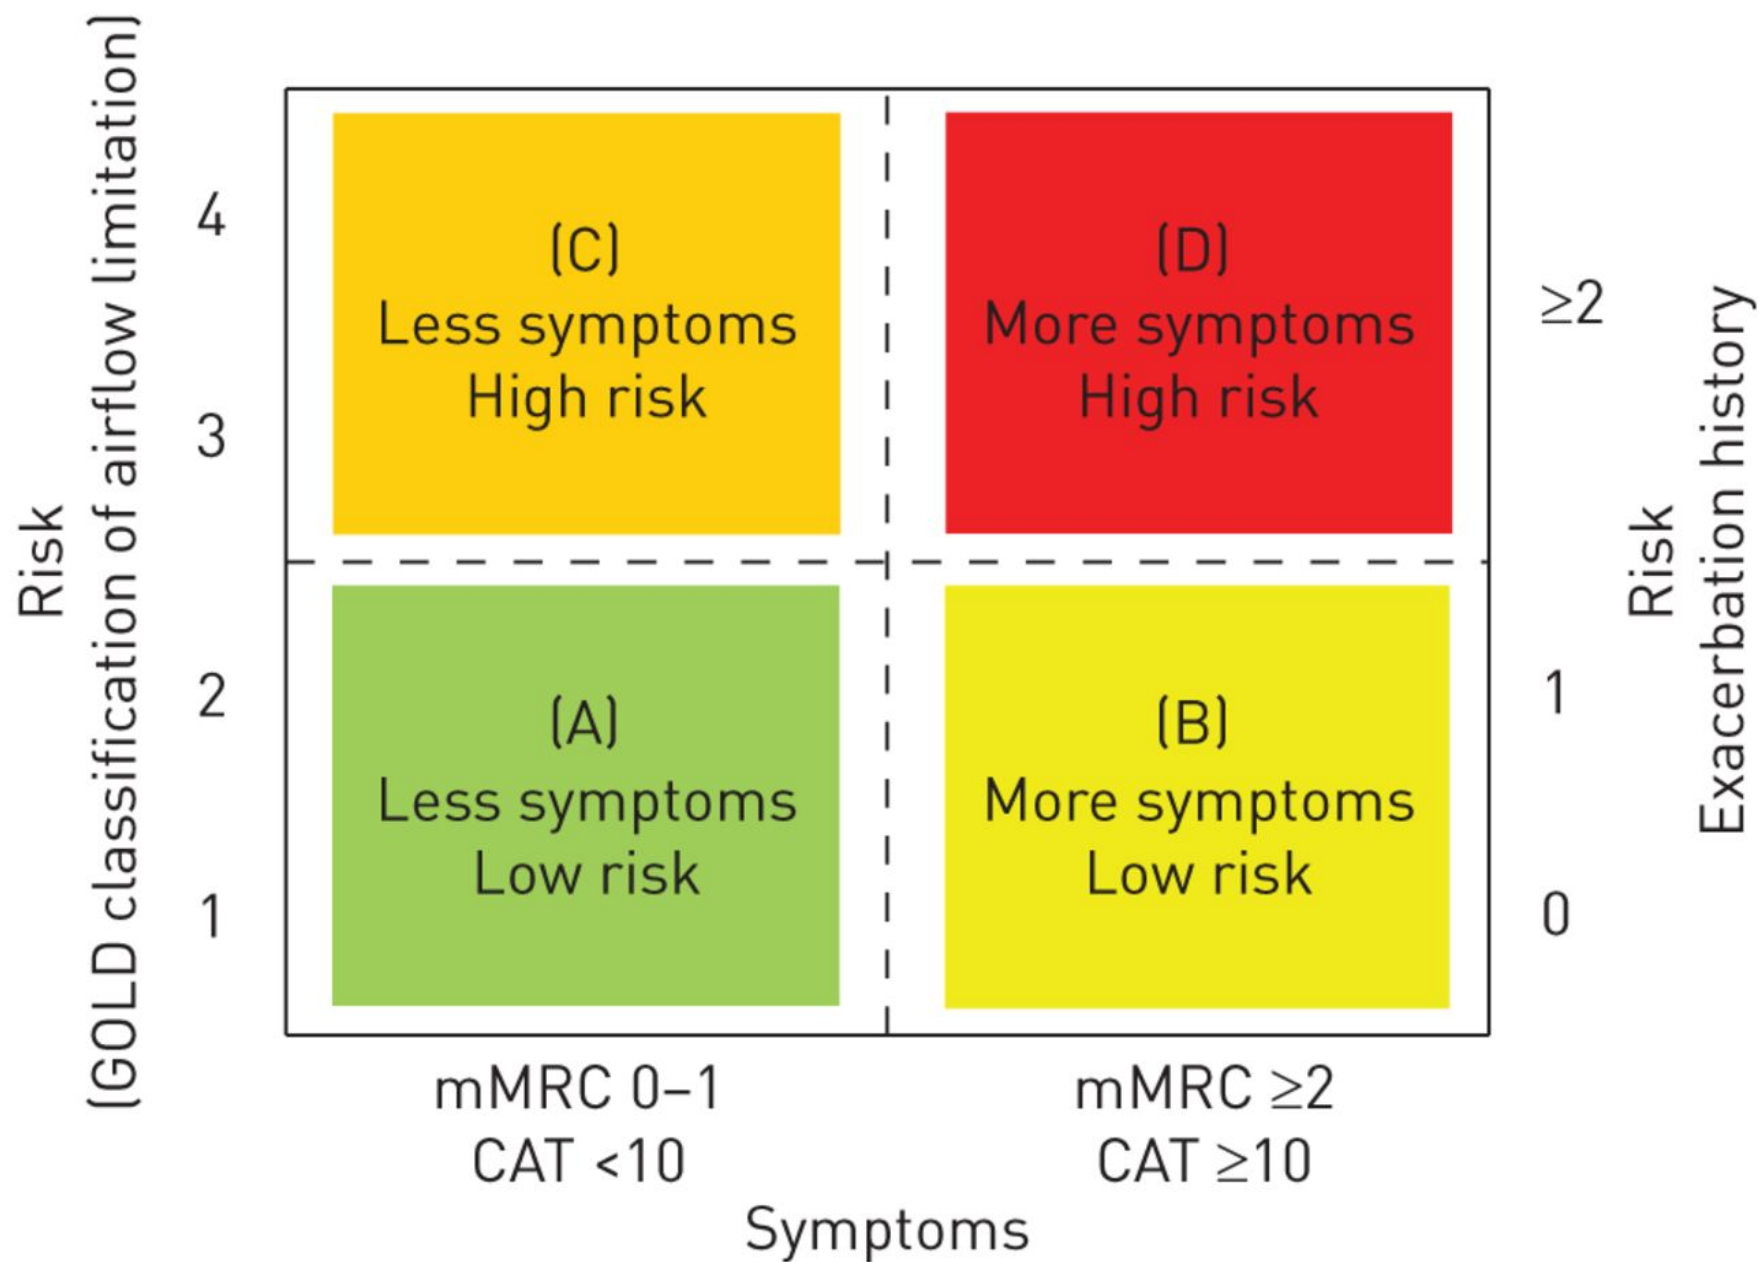 Risk
(GOLD classification of airflow limitation)
4
3
2
1
(C)
Less symptoms
High risk
(D)
More symptoms
High risk
(A)
Less symptoms
Low risk
(B)
More symptoms
Low risk
≥2
1
0
Risk
Exacerbation history
mMRC 0–1
CAT <10
mMRC ≥2
CAT ≥10
Symptoms